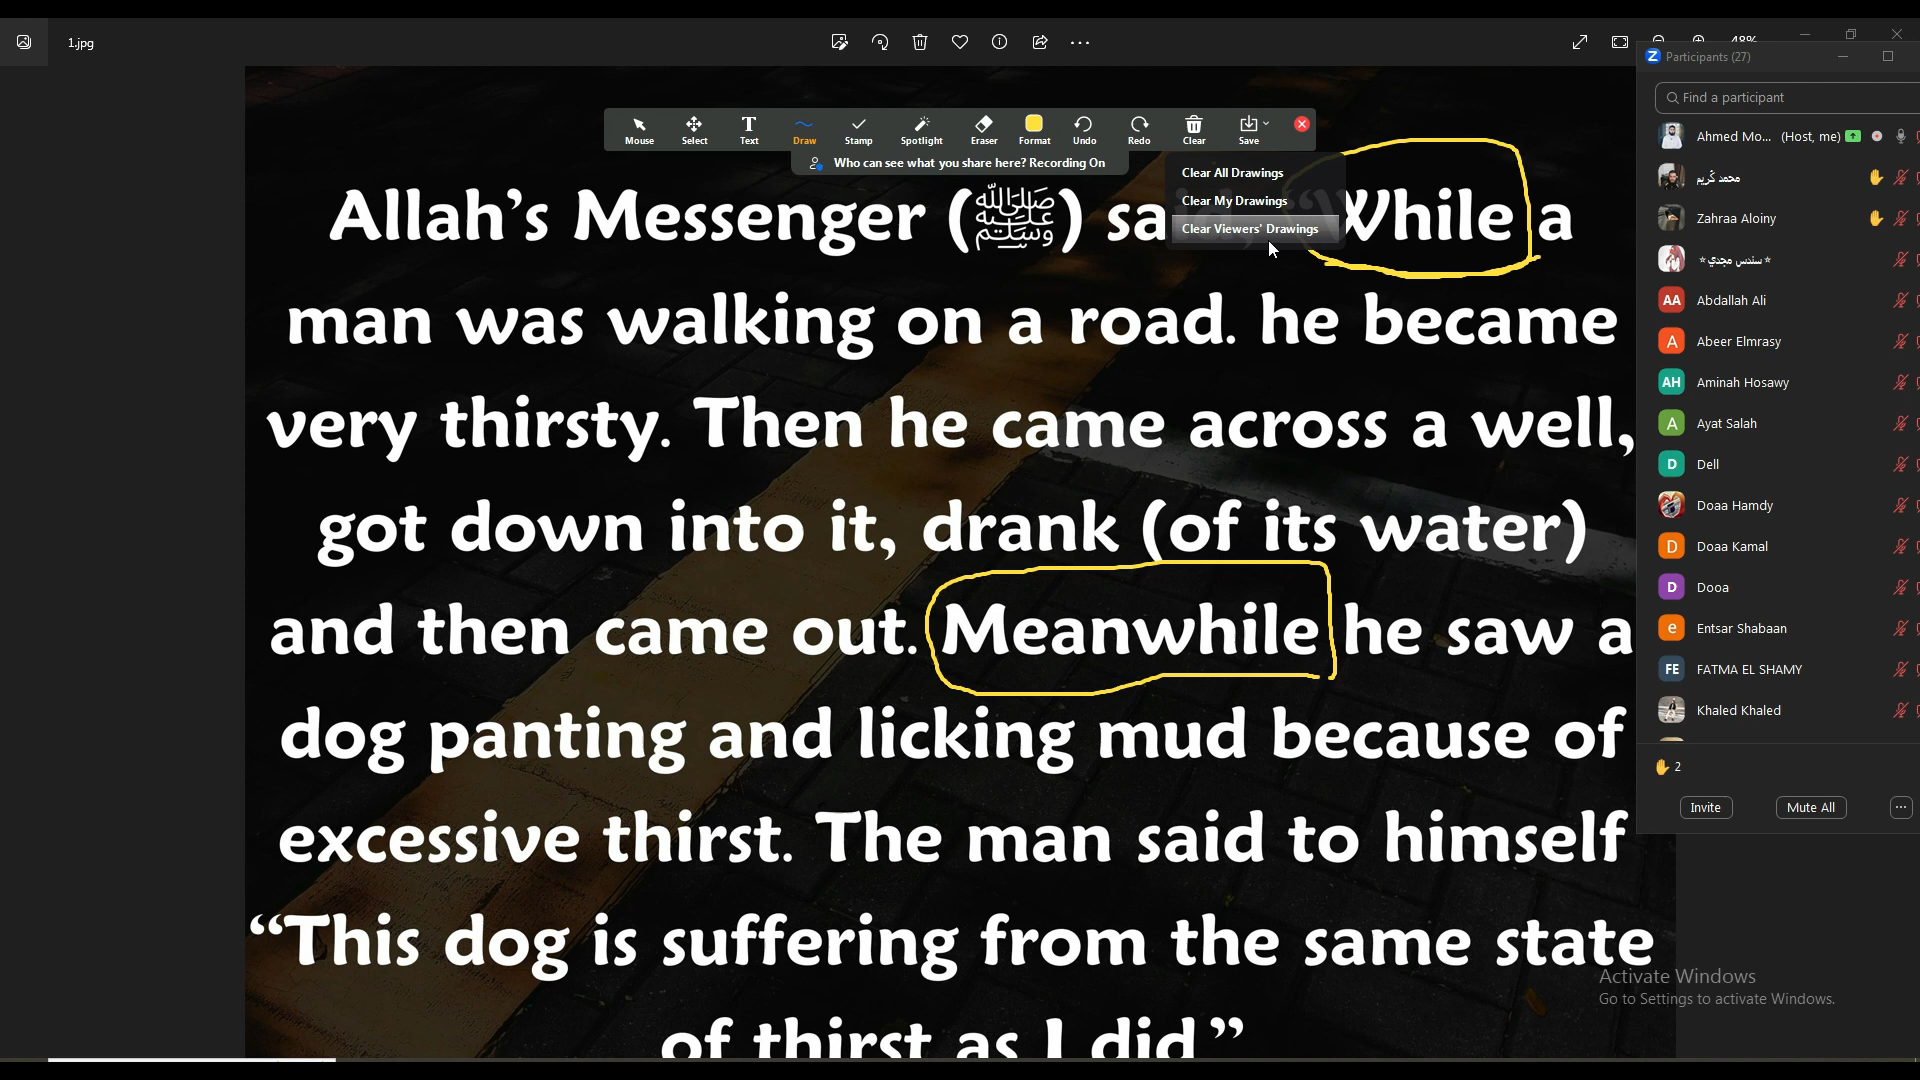 1.jpg
48%
Participants (27)
Find a participant
Mouse
Select
Text
Draw
Stamp
Spotlight
Eraser
Format
Undo
Redo
Clear
Save
Who can see what you share here? Recording On
Clear All Drawings
Clear My Drawings
Clear Viewers' Drawings
Allah's Messenger (ﷺ) sa "While a
man was walking on a road. he became
very thirsty. Then he came across a well,
got down into it, drank (of its water)
and then came out. Meanwhile he saw a
dog panting and licking mud because of
excessive thirst. The man said to himself
“This dog is suffering from the same state
of thirst as I did”
Ahmed Mo... (Host, me)
محمد كُريم
Zahraa Aloiny
☆سندس مجدي☆
AA Abdallah Ali
A Abeer Elmrasy
AH Aminah Hosawy
A Ayat Salah
D Dell
Doaa Hamdy
D Doaa Kamal
D Dooa
e Entsar Shabaan
FE FATMA EL SHAMY
Khaled Khaled
2
Invite
Mute All
Activate Windows
Go to Settings to activate Windows.